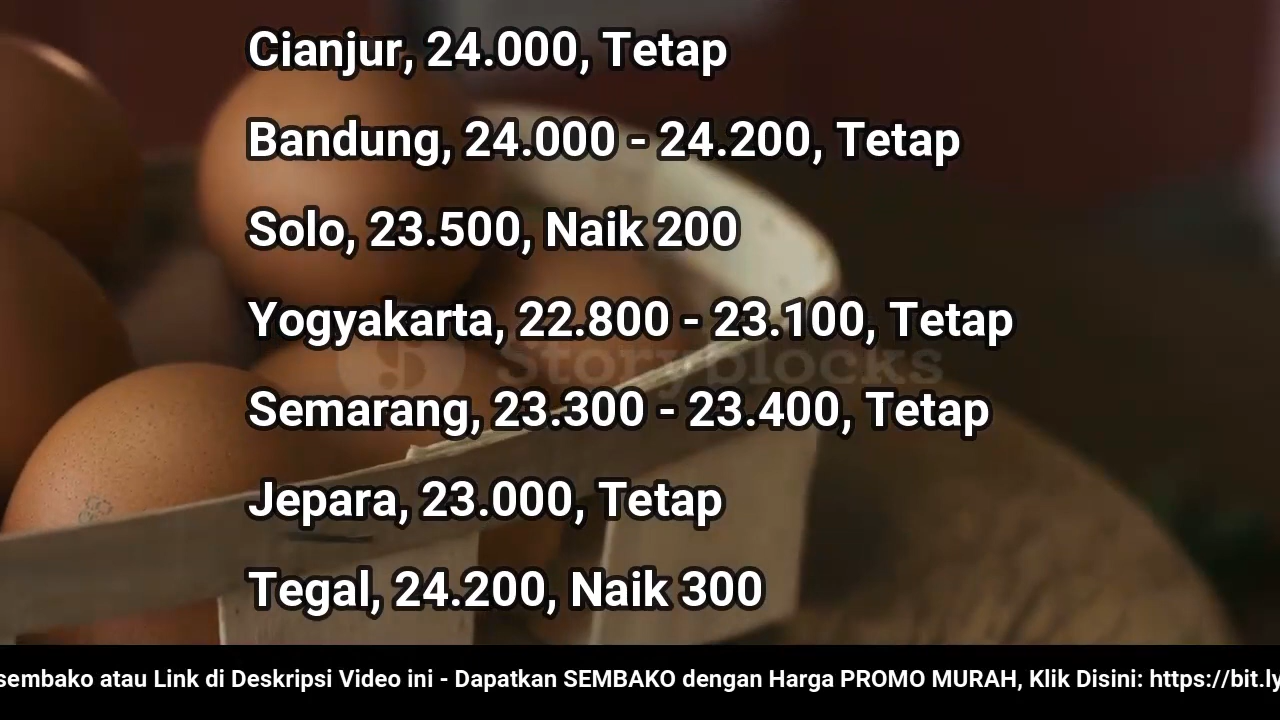 Cianjur, 24.000, Tetap
Bandung, 24.000 - 24.200, Tetap
Solo, 23.500, Naik 200
Yogyakarta, 22.800 - 23.100, Tetap
Storyblocks
Semarang, 23.300 - 23.400, Tetap
Jepara, 23.000, Tetap
Tegal, 24.200, Naik 300
sembako atau Link di Deskripsi Video ini - Dapatkan SEMBAKO dengan Harga PROMO MURAH, Klik Disini: https://bit.ly